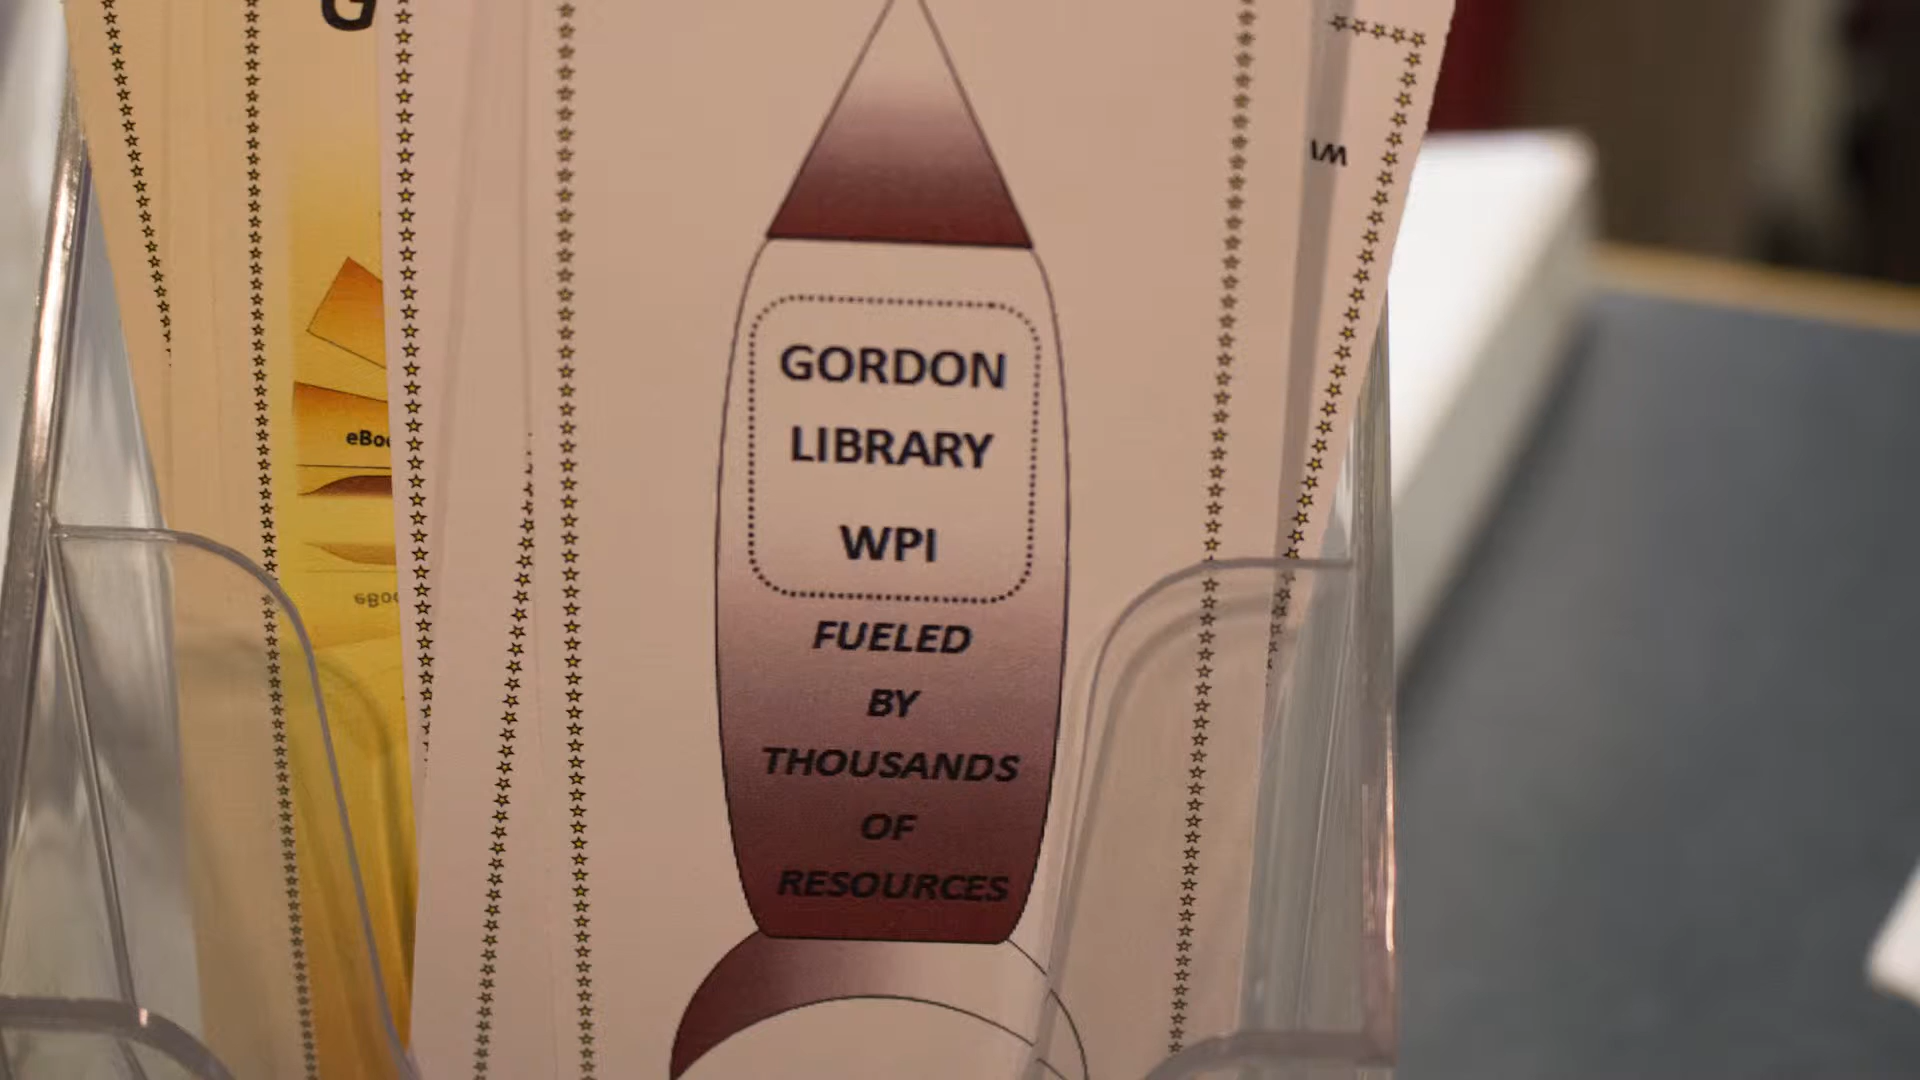 G
GORDON
LIBRARY
WPI
FUELED
BY
THOUSANDS
OF
RESOURCES